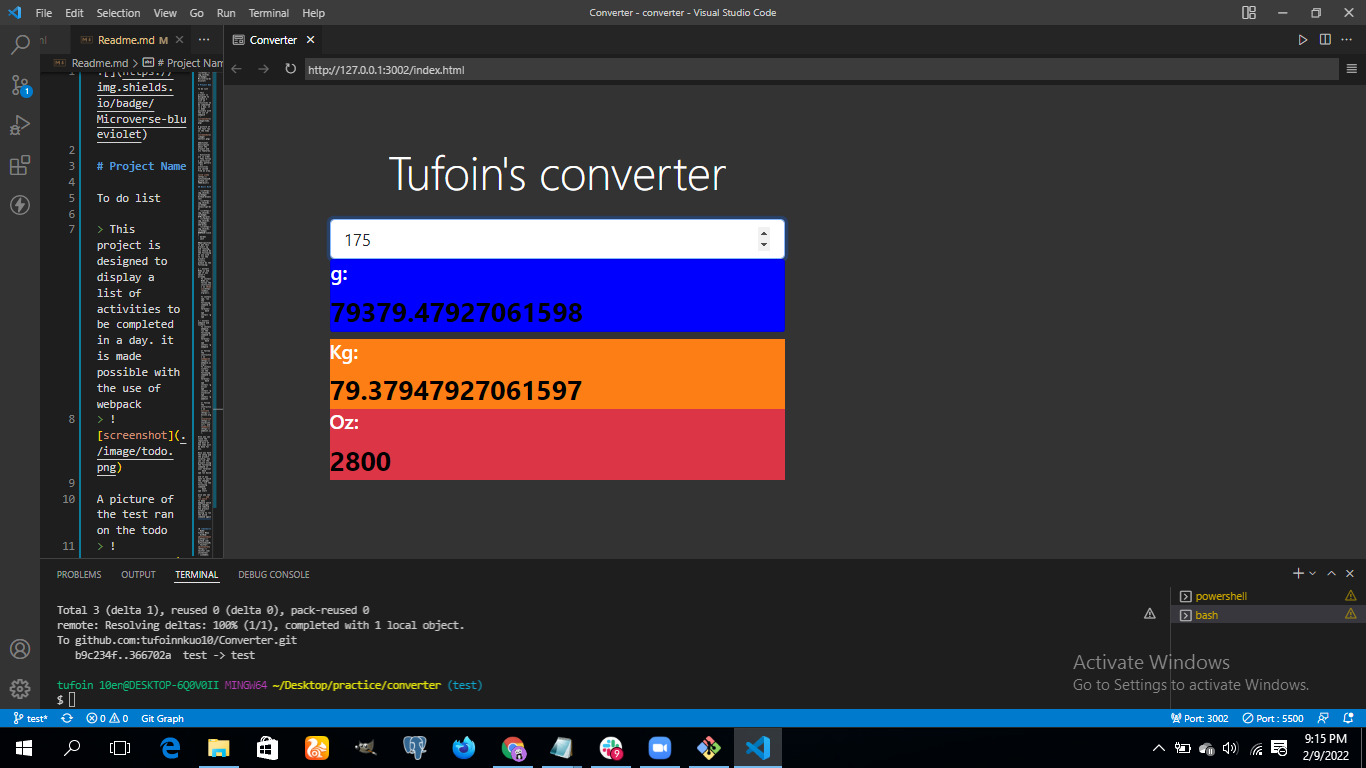 File Edit Selection View Go Run Terminal Help
Converter - converter - Visual Studio Code
Readme.md M
Converter
Readme.md > # Project Nam
http://127.0.0.1:3002/index.html
1
img.shields.
io/badge/
Microverse-blu
eviolet)
2
3 # Project Name
4
5 To do list
6
7 > This
project is
designed to
display a
list of
activities to
be completed
in a day. it
is made
possible with
the use of
webpack
8 > !
[screenshot](.
/image/todo.
png)
9
10 A picture of
the test ran
on the todo
11 > !
Tufoin's converter
175
g:
79379.47927061598
Kg:
79.37947927061597
Oz:
2800
PROBLEMS OUTPUT TERMINAL DEBUG CONSOLE
Total 3 (delta 1), reused 0 (delta 0), pack-reused 0
remote: Resolving deltas: 100% (1/1), completed with 1 local object.
To github.com:tufoinnkuo10/Converter.git
b9c234f..366702a test -> test
tufoin 10er@DESKTOP-6Q0V0II MINGW64 ~/Desktop/practice/converter (test)
$
powershell
bash
Activate Windows
Go to Settings to activate Windows.
test* 0 0 Git Graph
Port: 3002 Port : 5500
9:15 PM
2/9/2022